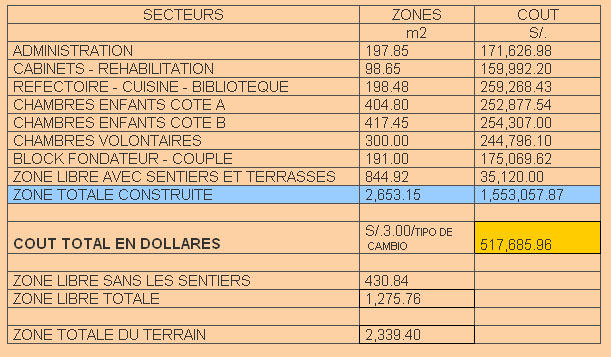 SECTEURS ZONES COUT
m2 S/.
ADMINISTRATION 197.85 171,626.98
CABINETS - REHABILITATION 98.65 159,992.20
REFECTOIRE - CUISINE - BIBLIOTEQUE 198.48 259,268.43
CHAMBRES ENFANTS COTE A 404.80 252,877.54
CHAMBRES ENFANTS COTE B 417.45 254,307.00
CHAMBRES VOLONTAIRES 300.00 244,796.10
BLOCK FONDATEUR - COUPLE 191.00 175,069.62
ZONE LIBRE AVEC SENTIERS ET TERRASSES 844.92 35,120.00
ZONE TOTALE CONSTRUITE 2,653.15 1,553,057.87
COUT TOTAL EN DOLLARES S/.3.00/TIPO DE
CAMBIO 517,685.96
ZONE LIBRE SANS LES SENTIERS 430.84
ZONE LIBRE TOTALE 1,275.76
ZONE TOTALE DU TERRAIN 2,339.40